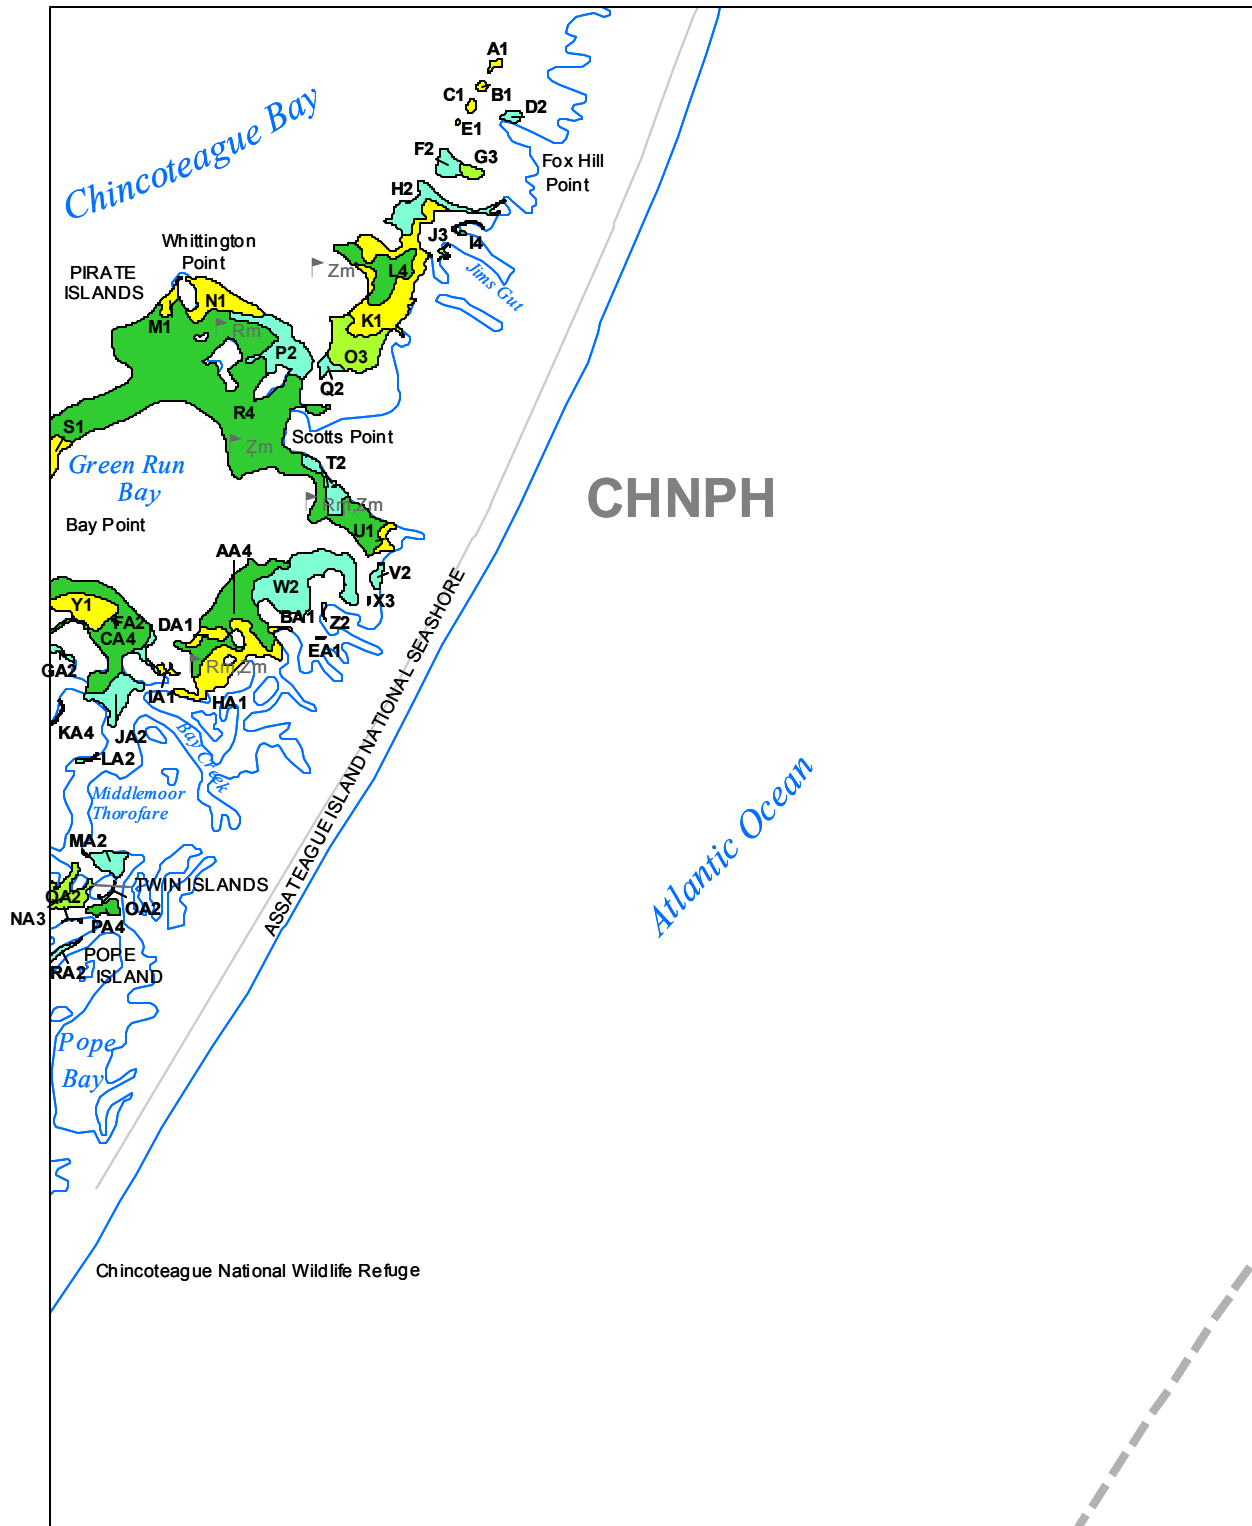 A1
B1
C1
D2
E1
F2
G3
Fox Hill
Point
Chincoteague Bay
H2
J3
I4
Whittington
Point
Zm
L4
Jims Gut
PIRATE
ISLANDS
N1
M1
K1
Rm
P2
O3
Q2
R4
S1
Scotts Point
Zm
Green Run
Bay
T2
CHNPH
Rm,Zm
Bay Point
U1
AA4
V2
W2
X3
Y1
FA2
DA1
BA1
Z2
CA4
EA1
GA2
Rm,Zm
IA1
HA1
ASSATEAGUE ISLAND NATIONAL SEASHORE
KA4
JA2
Bay Creek
LA2
Middlemoor
Thorofare
Atlantic Ocean
MA2
TWIN ISLANDS
QA2
OA2
NA3
PA4
POPE
ISLAND
RA2
Pope
Bay
Chincoteague National Wildlife Refuge